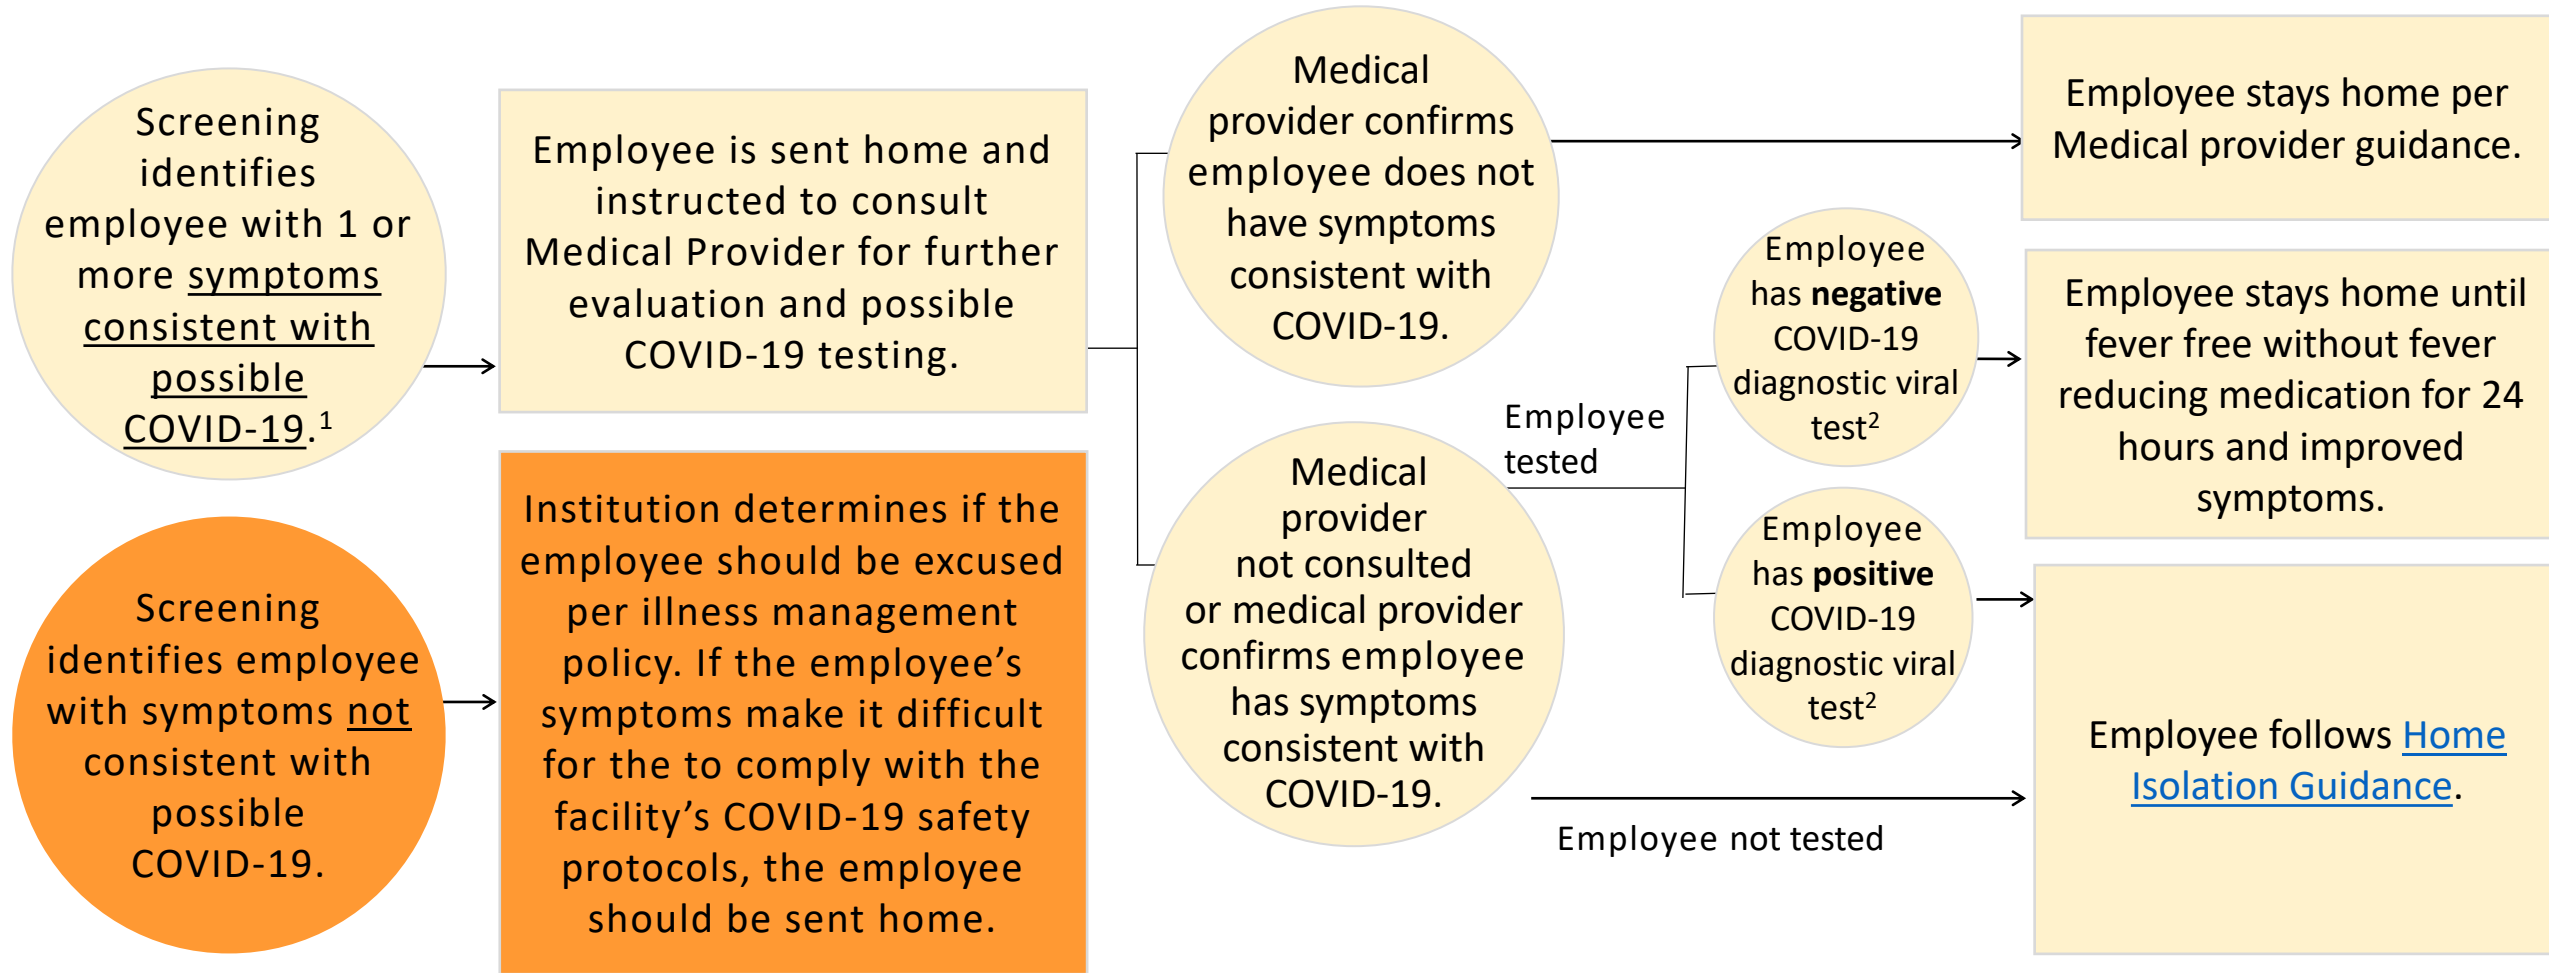 Screening
identifies
employee with 1 or
more symptoms
consistent with
possible
COVID-19.1
Employee is sent home and
instructed to consult
Medical Provider for further
evaluation and possible
COVID-19 testing.
Medical
provider confirms
employee does not
have symptoms
consistent with
COVID-19.
Employee stays home per
Medical provider guidance.
Medical
provider
not consulted
or medical provider
confirms employee
has symptoms
consistent with
COVID-19.
Employee
tested
Employee
has negative
COVID-19
diagnostic viral
test2
Employee stays home until
fever free without fever
reducing medication for 24
hours and improved
symptoms.
Employee
has positive
COVID-19
diagnostic viral
test2
Employee not tested
Employee follows Home
Isolation Guidance.
Screening
identifies employee
with symptoms not
consistent with
possible
COVID-19.
Institution determines if the
employee should be excused
per illness management
policy. If the employee’s
symptoms make it difficult
for the to comply with the
facility’s COVID-19 safety
protocols, the employee
should be sent home.